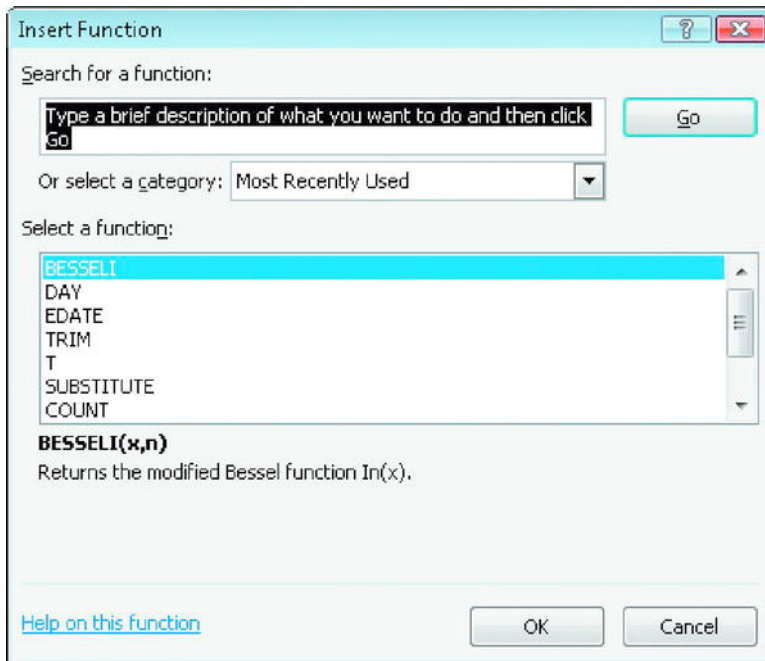 Insert Function
Search for a function:
Type a brief description of what you want to do and then click
Go
Go
Or select a category: Most Recently Used
Select a function:
BESSELI
DAY
EDATE
TRIM
T
SUBSTITUTE
COUNT
BESSELI(x,n)
Returns the modified Bessel function In(x).
Help on this function
OK
Cancel